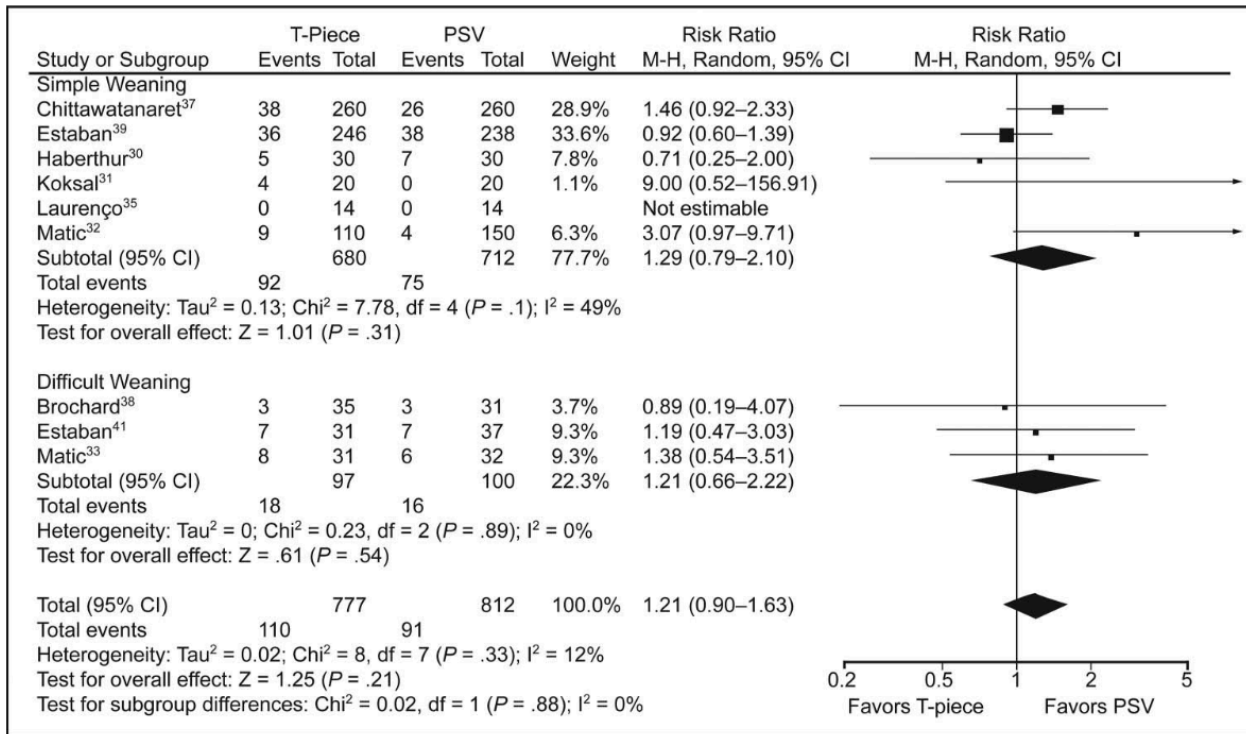 T-Piece PSV Risk Ratio Risk Ratio
Study or Subgroup Events Total Events Total Weight M-H, Random, 95% CI M-H, Random, 95% CI
Simple Weaning
Chittawatanaret³⁷ 38 260 26 260 28.9% 1.46 (0.92–2.33)
Estaban³⁹ 36 246 38 238 33.6% 0.92 (0.60–1.39)
Haberthur³⁰ 5 30 7 30 7.8% 0.71 (0.25–2.00)
Koksal³¹ 4 20 0 20 1.1% 9.00 (0.52–156.91)
Laurenço³⁵ 0 14 0 14 Not estimable
Matic³² 9 110 4 150 6.3% 3.07 (0.97–9.71)
Subtotal (95% CI) 680 712 77.7% 1.29 (0.79–2.10)
Total events 92 75
Heterogeneity: Tau² = 0.13; Chi² = 7.78, df = 4 (P = .1); I² = 49%
Test for overall effect: Z = 1.01 (P = .31)
Difficult Weaning
Brochard³⁸ 3 35 3 31 3.7% 0.89 (0.19–4.07)
Estaban⁴¹ 7 31 7 37 9.3% 1.19 (0.47–3.03)
Matic³³ 8 31 6 32 9.3% 1.38 (0.54–3.51)
Subtotal (95% CI) 97 100 22.3% 1.21 (0.66–2.22)
Total events 18 16
Heterogeneity: Tau² = 0; Chi² = 0.23, df = 2 (P = .89); I² = 0%
Test for overall effect: Z = .61 (P = .54)
Total (95% CI) 777 812 100.0% 1.21 (0.90–1.63)
Total events 110 91
Heterogeneity: Tau² = 0.02; Chi² = 8, df = 7 (P = .33); I² = 12%
Test for overall effect: Z = 1.25 (P = .21)
Test for subgroup differences: Chi² = 0.02, df = 1 (P = .88); I² = 0%
0.2 0.5 1 2 5
Favors T-piece Favors PSV